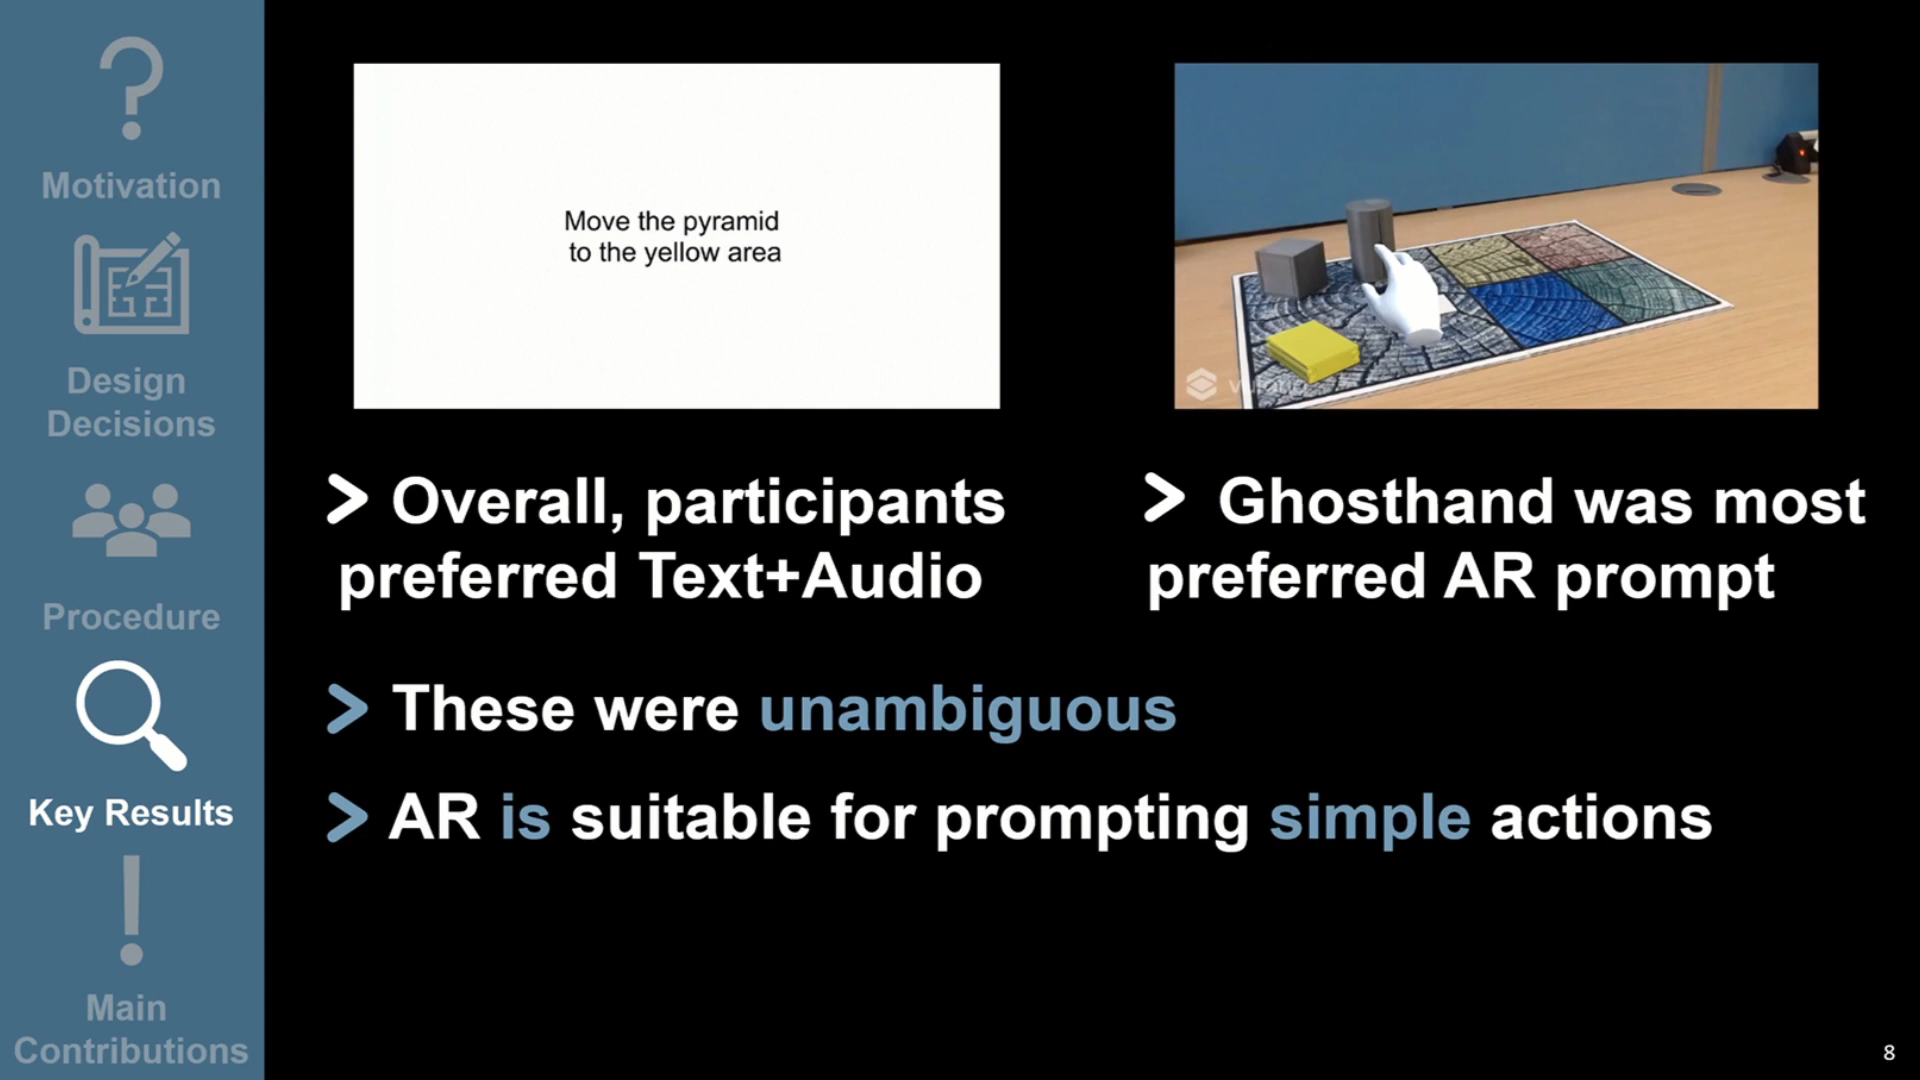 ?
Motivation
Design
Decisions
Procedure
Key Results
!
Main
Contributions
Move the pyramid
to the yellow area
> Overall, participants
preferred Text+Audio
> Ghosthand was most
preferred AR prompt
> These were unambiguous
> AR is suitable for prompting simple actions
8